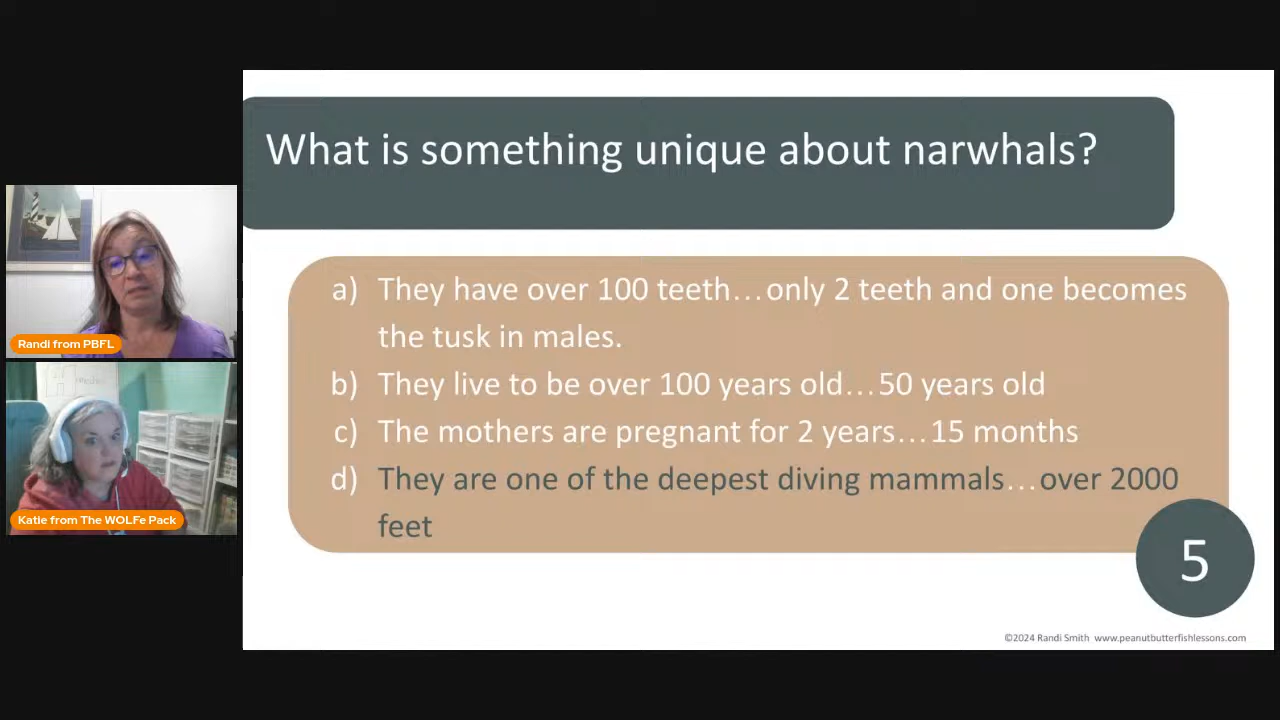 What is something unique about narwhals?
a) They have over 100 teeth…only 2 teeth and one becomes
the tusk in males.
b) They live to be over 100 years old…50 years old
c) The mothers are pregnant for 2 years…15 months
d) They are one of the deepest diving mammals…over 2000
feet
5
©2024 Randi Smith www.peanutbutterfishlessons.com
Randi from PBFL
Katie from The WOLFe Pack